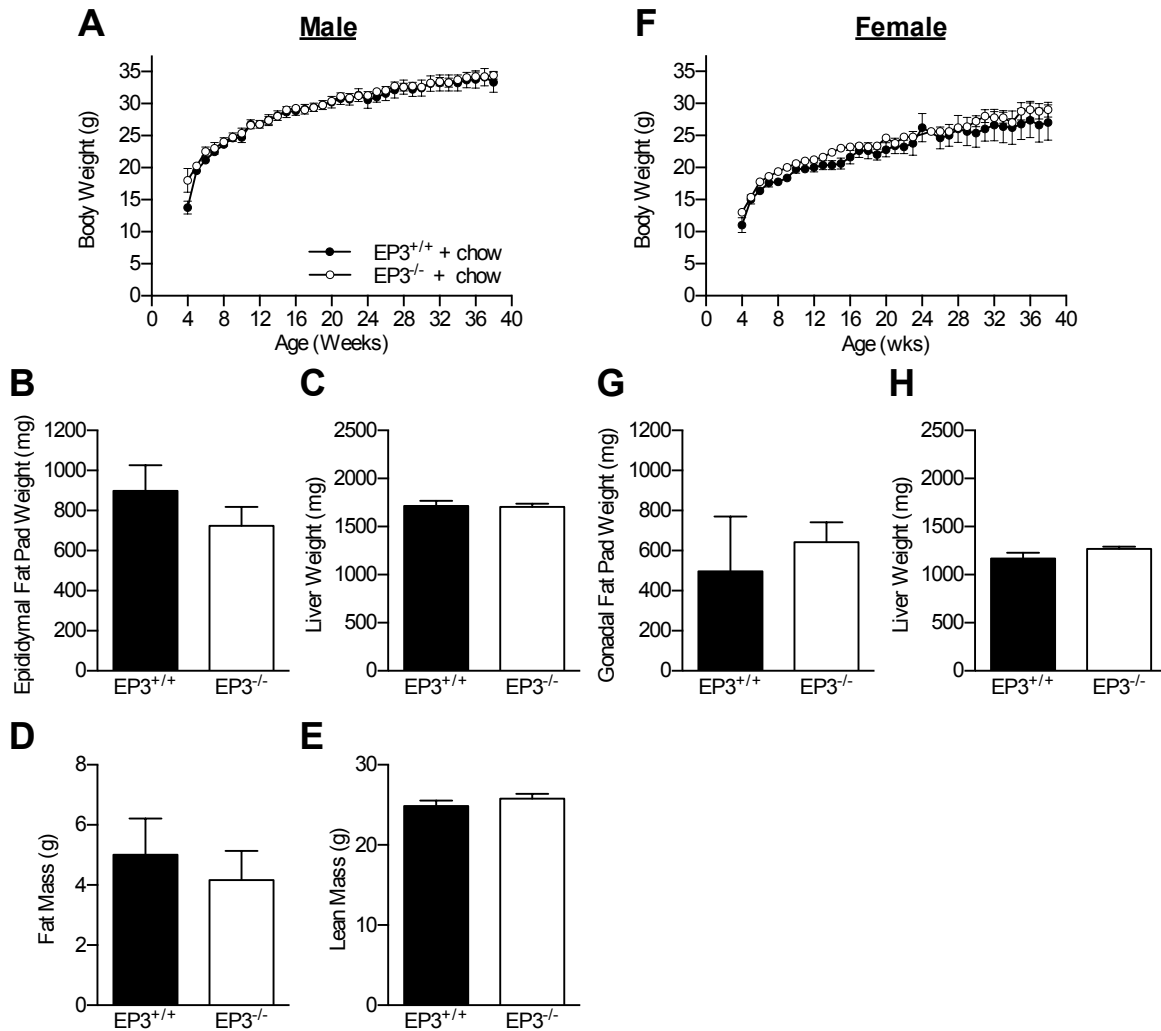 A
Male
Body Weight (g)
35
30
25
20
15
10
5
0
0 4 8 12 16 20 24 28 32 36 40
Age (Weeks)
EP3+/+ + chow
EP3-/- + chow
F
Female
Body Weight (g)
35
30
25
20
15
10
5
0
0 4 8 12 16 20 24 28 32 36 40
Age (wks)
B
Epididymal Fat Pad Weight (mg)
1200
1000
800
600
400
200
0
EP3+/+ EP3-/-
C
Liver Weight (mg)
2500
2000
1500
1000
500
0
EP3+/+ EP3-/-
G
Gonadal Fat Pad Weight (mg)
1200
1000
800
600
400
200
0
EP3+/+ EP3-/-
H
Liver Weight (mg)
2500
2000
1500
1000
500
0
EP3+/+ EP3-/-
D
Fat Mass (g)
8
6
4
2
0
EP3+/+ EP3-/-
E
Lean Mass (g)
30
20
10
0
EP3+/+ EP3-/-